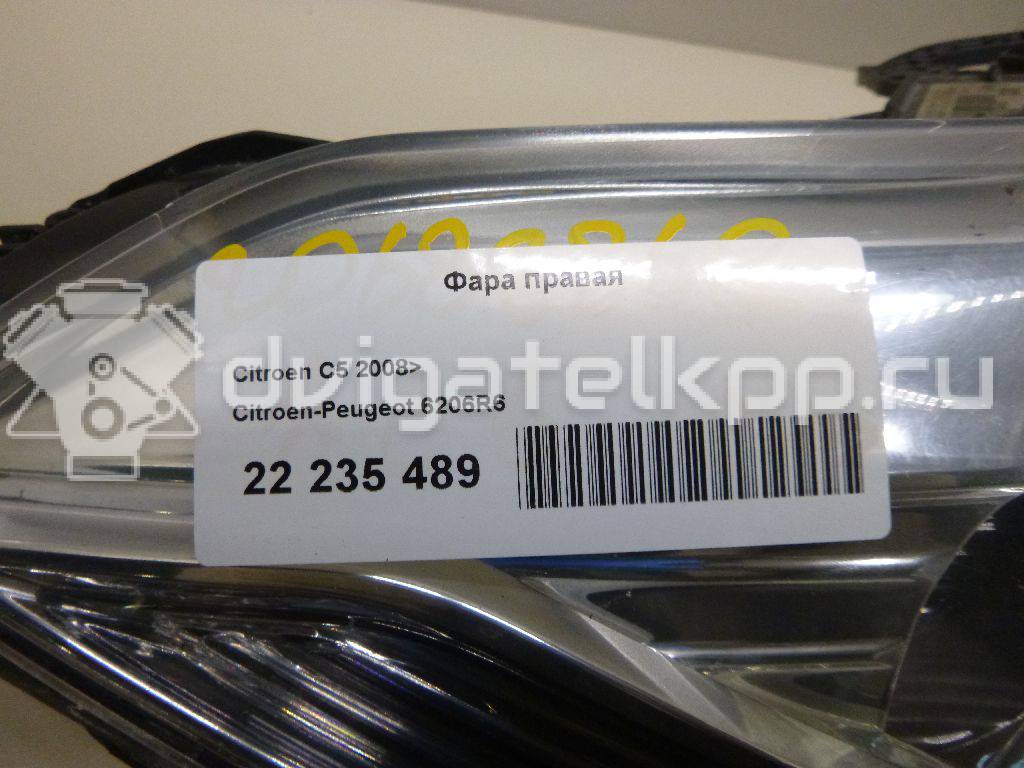 Фара правая
Citroen C5 2008>
dvigatelkpp.ru
Citroen-Peugeot 6206R6
22 235 489